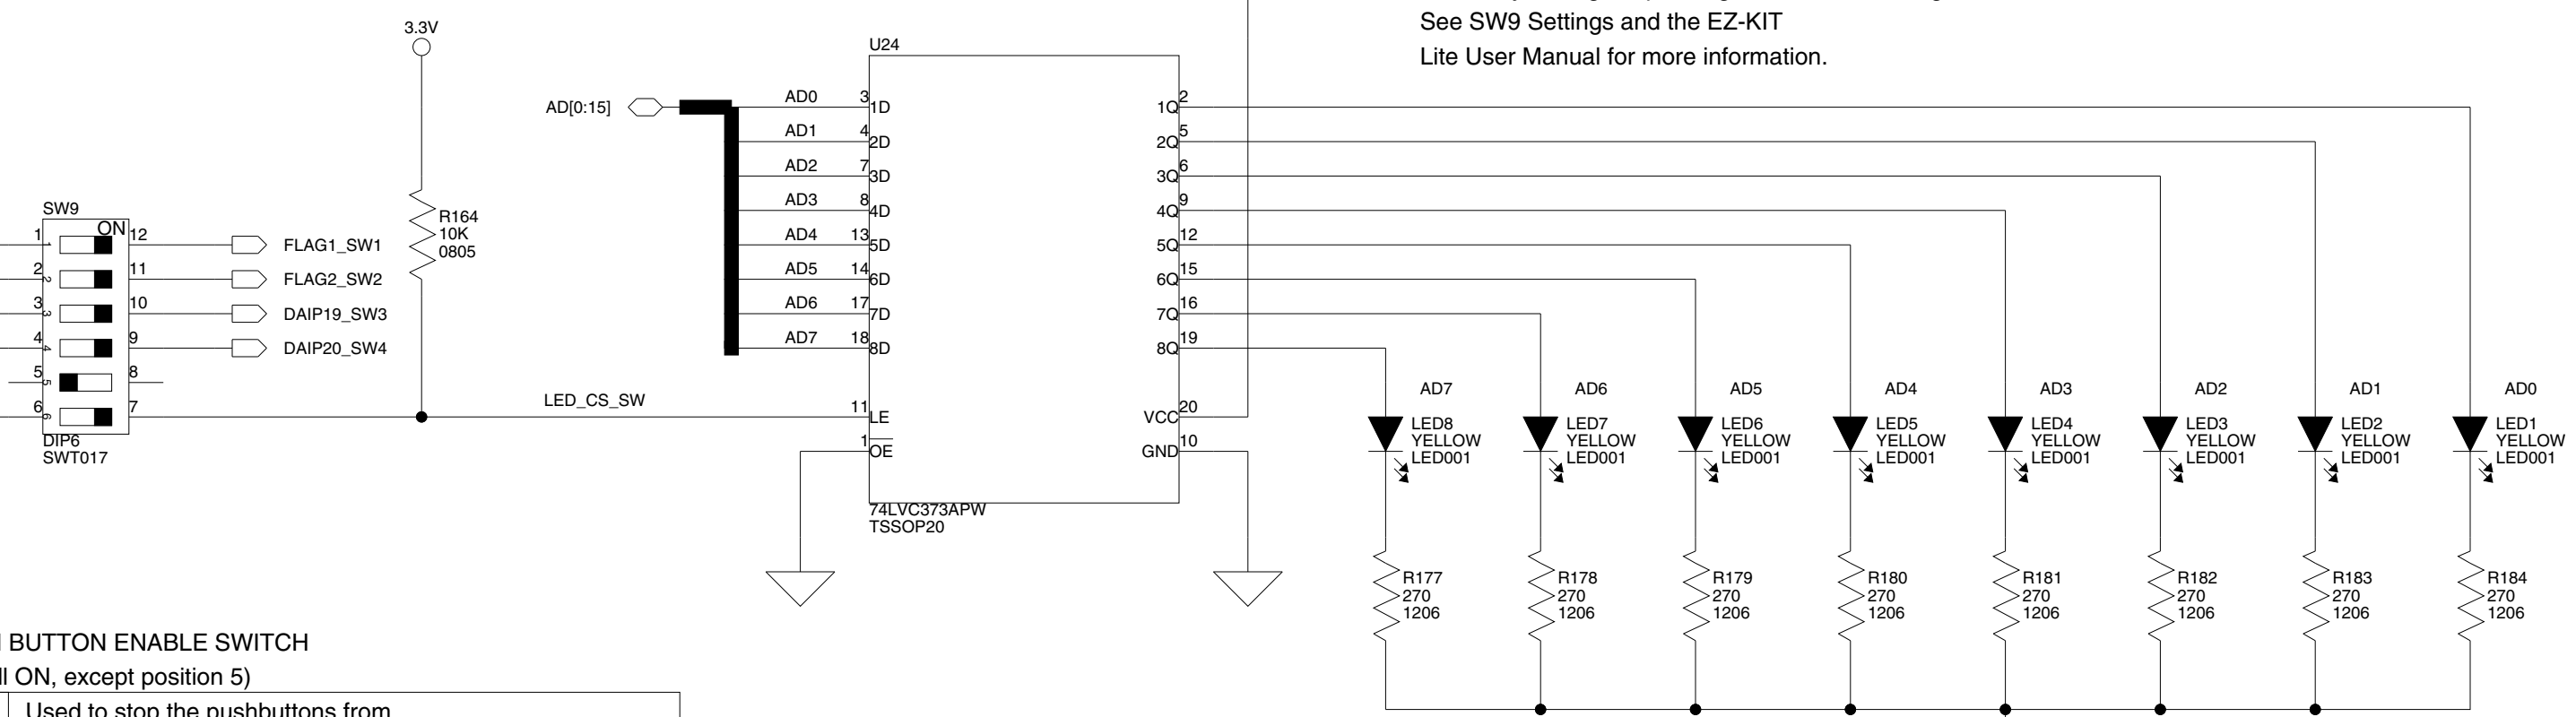 See SW9 Settings and the EZ-KIT
Lite User Manual for more information.
3.3V
R164
10K
0805
SW9
ON
1
2
3
4
5
6
1
2
3
4
5
6
12
11
10
9
8
7
DIP6
SWT017
FLAG1_SW1
FLAG2_SW2
DAIP19_SW3
DAIP20_SW4
LED_CS_SW
AD[0:15]
U24
AD0 3 1D
AD1 4 2D
AD2 7 3D
AD3 8 4D
AD4 13 5D
AD5 14 6D
AD6 17 7D
AD7 18 8D
11 LE
1 OE
1Q 2
2Q 5
3Q 6
4Q 9
5Q 12
6Q 15
7Q 16
8Q 19
VCC 20
GND 10
74LVC373APW
TSSOP20
AD7
LED8
YELLOW
LED001
R177
270
1206
AD6
LED7
YELLOW
LED001
R178
270
1206
AD5
LED6
YELLOW
LED001
R179
270
1206
AD4
LED5
YELLOW
LED001
R180
270
1206
AD3
LED4
YELLOW
LED001
R181
270
1206
AD2
LED3
YELLOW
LED001
R182
270
1206
AD1
LED2
YELLOW
LED001
R183
270
1206
AD0
LED1
YELLOW
LED001
R184
270
1206
BUTTON ENABLE SWITCH
ON, except position 5)
Used to stop the pushbuttons from